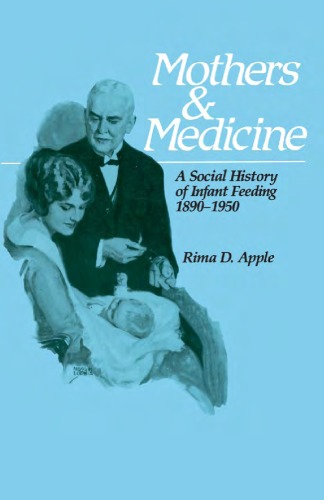 Mothers
&
Medicine
A Social History
of Infant Feeding
1890–1950
Rima D. Apple